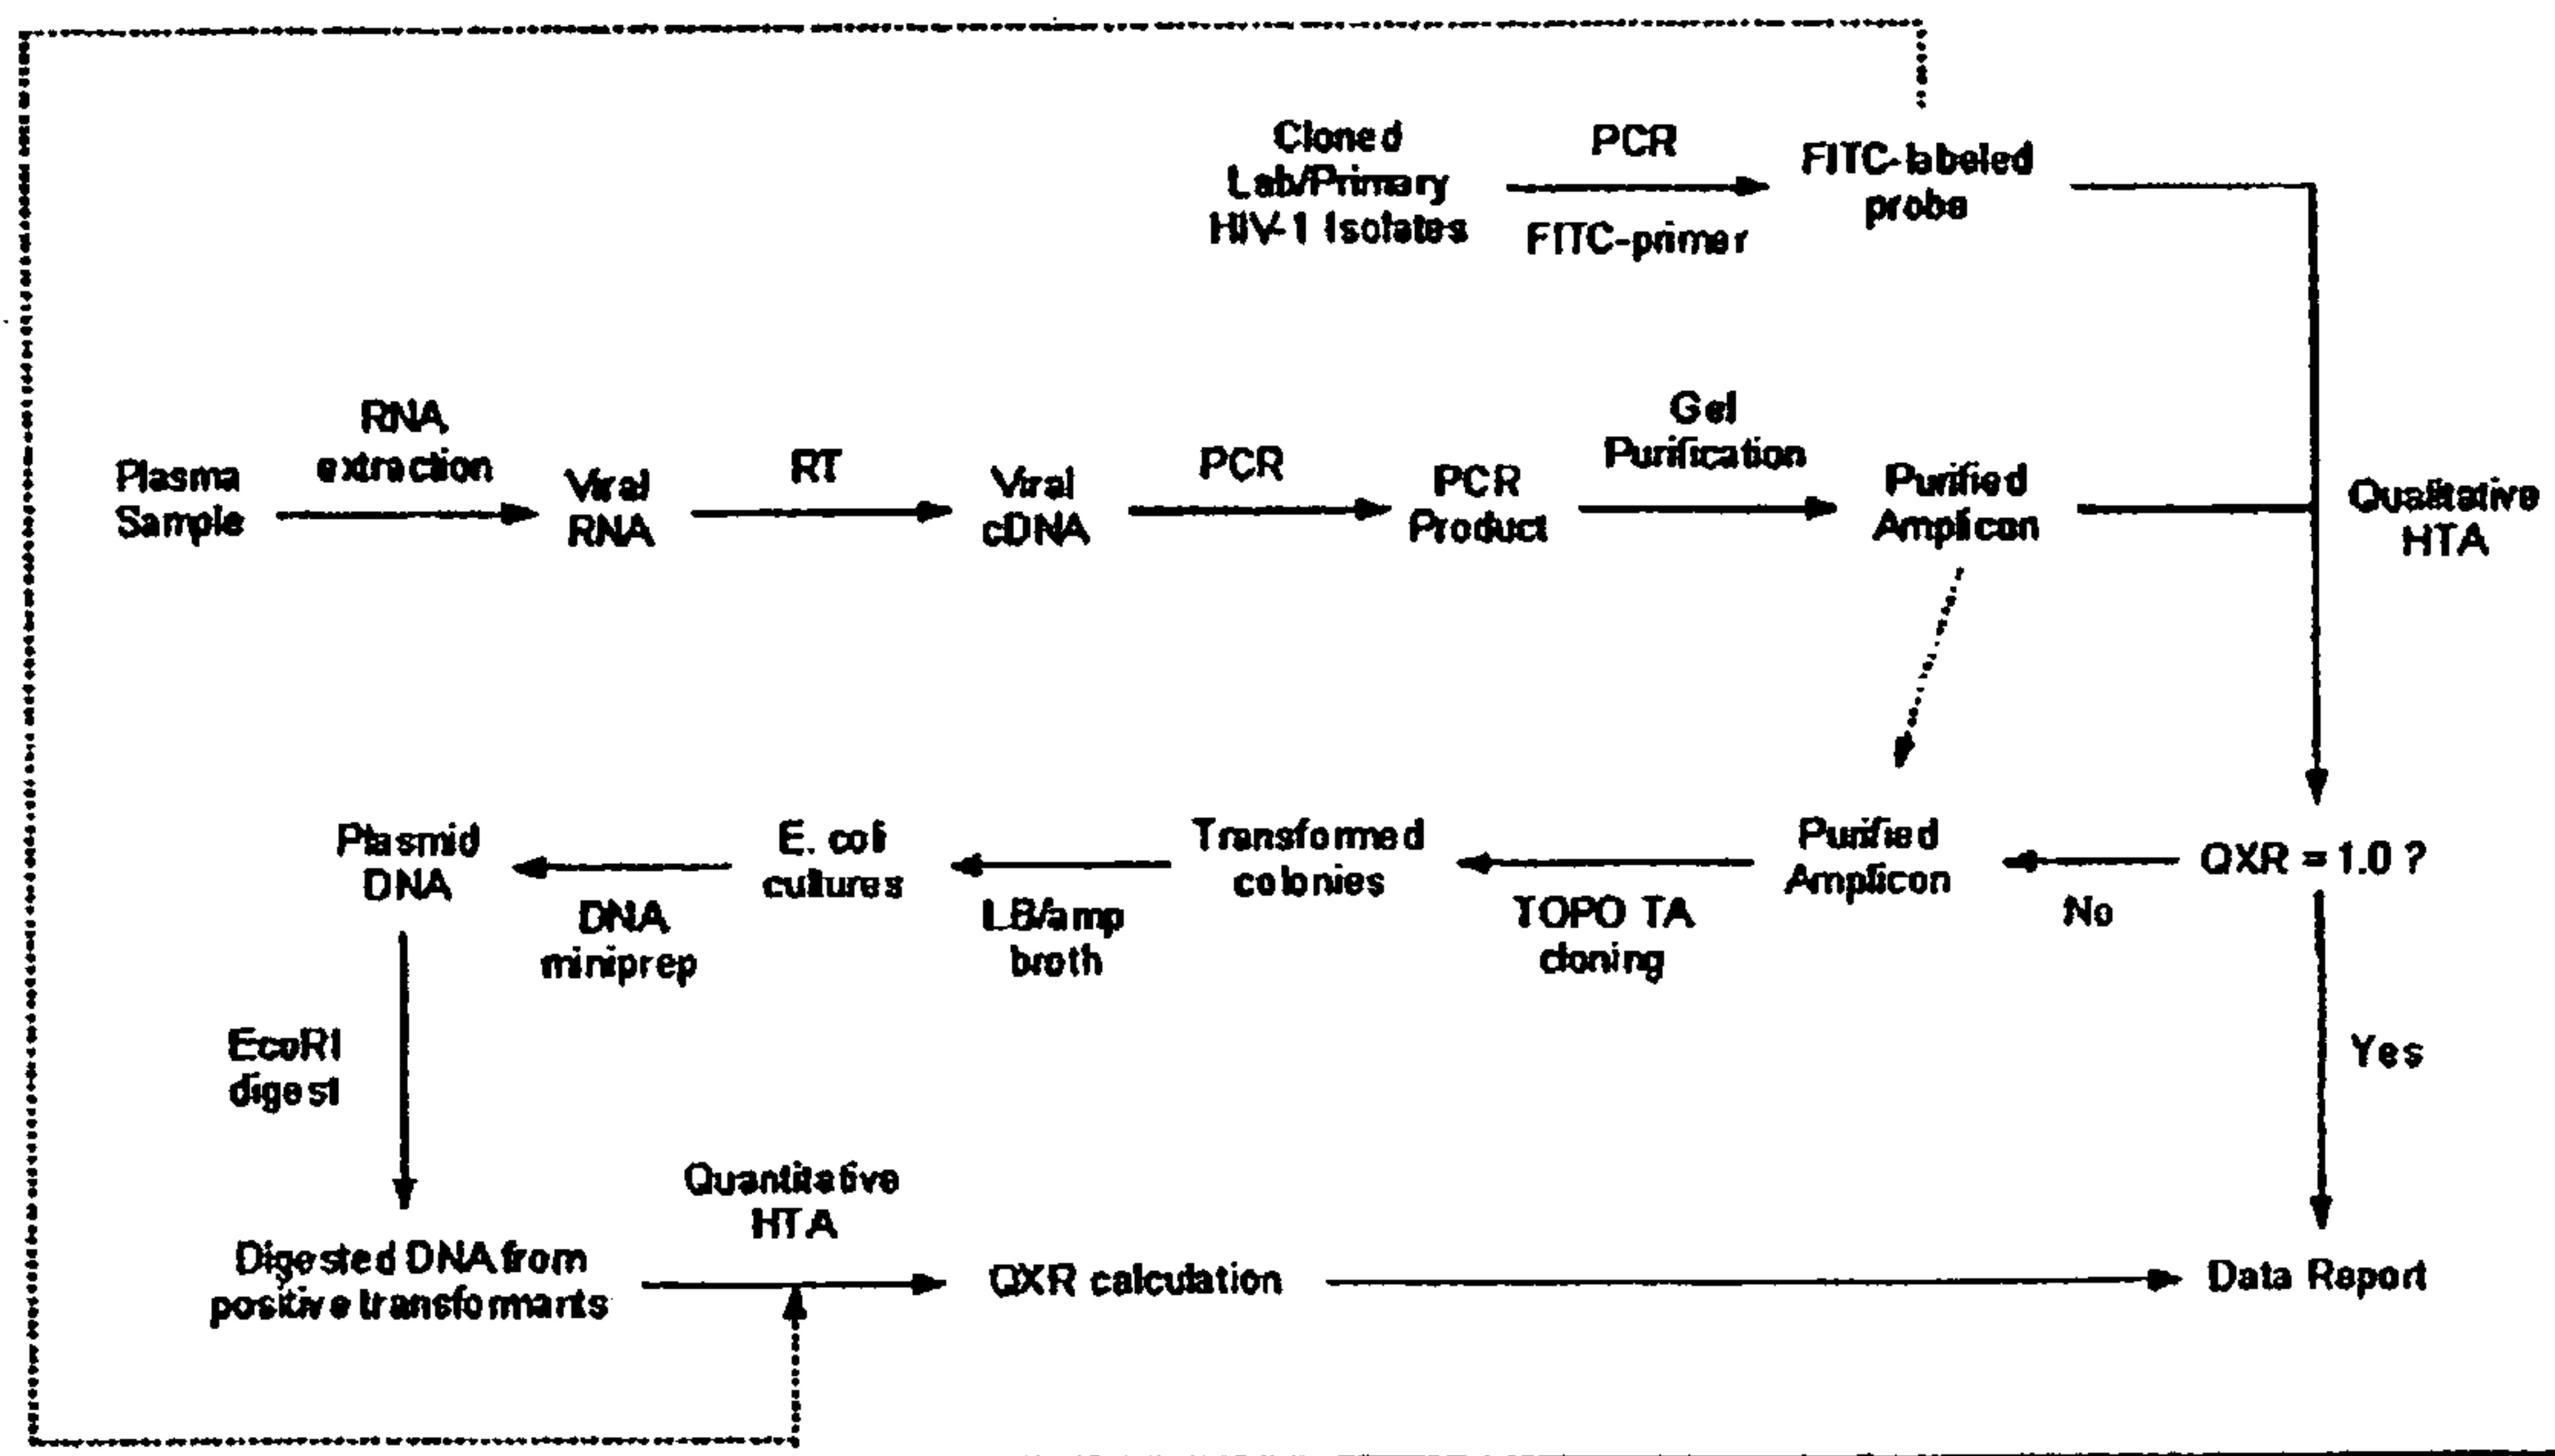 Cloned
Lab/Primary
HIV-1 Isolates
PCR
FITC-primer
FITC-labeled
probe
Plasma
Sample
RNA
extraction
Viral
RNA
RT
Viral
cDNA
PCR
PCR
Product
Gel
Purification
Purified
Amplicon
Qualitative
HTA
Plasmid
DNA
DNA
miniprep
E. coli
cultures
LB/amp
broth
Transformed
colonies
TOPO TA
cloning
Purified
Amplicon
No
QXR = 1.0 ?
Yes
EcoRI
digest
Digested DNA from
positive transformants
Quantitative
HTA
QXR calculation
Data Report